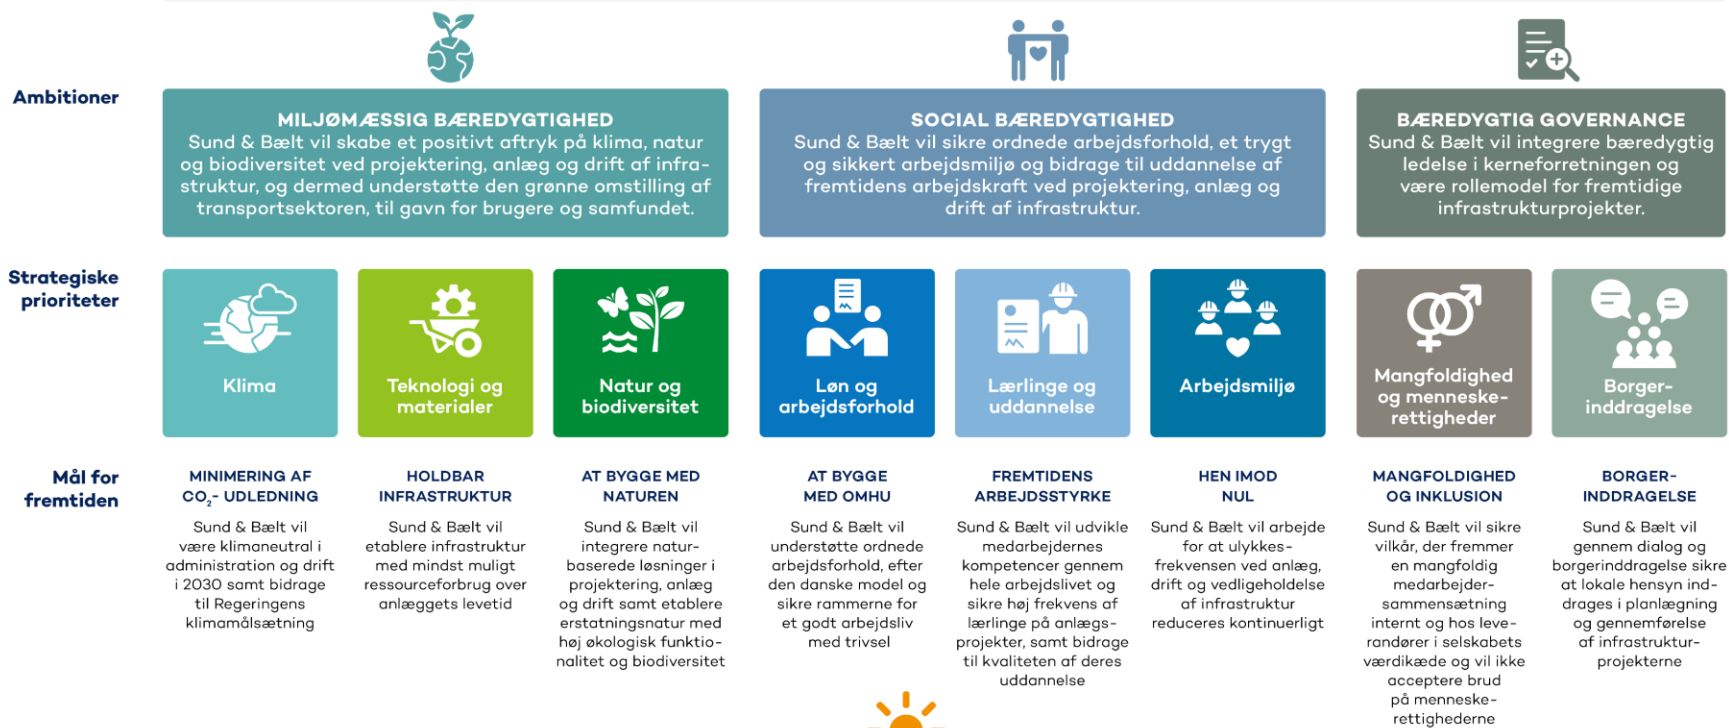 Ambitioner
MILJØMÆSSIG BÆREDYGTIGHED
Sund & Bælt vil skabe et positivt aftryk på klima, natur
og biodiversitet ved projektering, anlæg og drift af infra-
struktur, og dermed understøtte den grønne omstilling af
transportsektoren, til gavn for brugere og samfundet.
SOCIAL BÆREDYGTIGHED
Sund & Bælt vil sikre ordnede arbejdsforhold, et trygt
og sikkert arbejdsmiljø og bidrage til uddannelse af
fremtidens arbejdskraft ved projektering, anlæg og
drift af infrastruktur.
BÆREDYGTIG GOVERNANCE
Sund & Bælt vil integrere bæredygtig
ledelse i kerneforretningen og
være rollemodel for fremtidige
infrastrukturprojekter.
Strategiske
prioriteter
Klima
Teknologi og
materialer
Natur og
biodiversitet
Løn og
arbejdsforhold
Lærlinge og
uddannelse
Arbejdsmiljø
Mangfoldighed
og menneske-
rettigheder
Borger-
inddragelse
Mål for
fremtiden
MINIMERING AF
CO₂- UDLEDNING
Sund & Bælt vil
være klimaneutral i
administration og drift
i 2030 samt bidrage
til Regeringens
klimamålsætning
HOLDBAR
INFRASTRUKTUR
Sund & Bælt vil
etablere infrastruktur
med mindst muligt
ressourceforbrug over
anlæggets levetid
AT BYGGE MED
NATUREN
Sund & Bælt vil
integrere natur-
baserede løsninger i
projektering, anlæg
og drift samt etablere
erstatningsnatur med
høj økologisk funktio-
nalitet og biodiversitet
AT BYGGE
MED OMHU
Sund & Bælt vil
understøtte ordnede
arbejdsforhold, efter
den danske model og
sikre rammerne for
et godt arbejdsliv
med trivsel
FREMTIDENS
ARBEJDSSTYRKE
Sund & Bælt vil udvikle
medarbejdernes
kompetencer gennem
hele arbejdslivet og
sikre høj frekvens af
lærlinge på anlægs-
projekter, samt bidrage
til kvaliteten af deres
uddannelse
HEN IMOD
NUL
Sund & Bælt vil arbejde
for at ulykkes-
frekvensen ved anlæg,
drift og vedligeholdelse
af infrastruktur
reduceres kontinuerligt
MANGFOLDIGHED
OG INKLUSION
Sund & Bælt vil sikre
vilkår, der fremmer
en mangfoldig
medarbejder-
sammensætning
internt og hos leve-
randører i selskabets
værdikæde og vil ikke
acceptere brud
på menneske-
rettighederne
BORGER-
INDDRAGELSE
Sund & Bælt vil
gennem dialog og
borgerinddragelse sikre
at lokale hensyn ind-
drages i planlægning
og gennemførelse
af infrastruktur-
projekterne